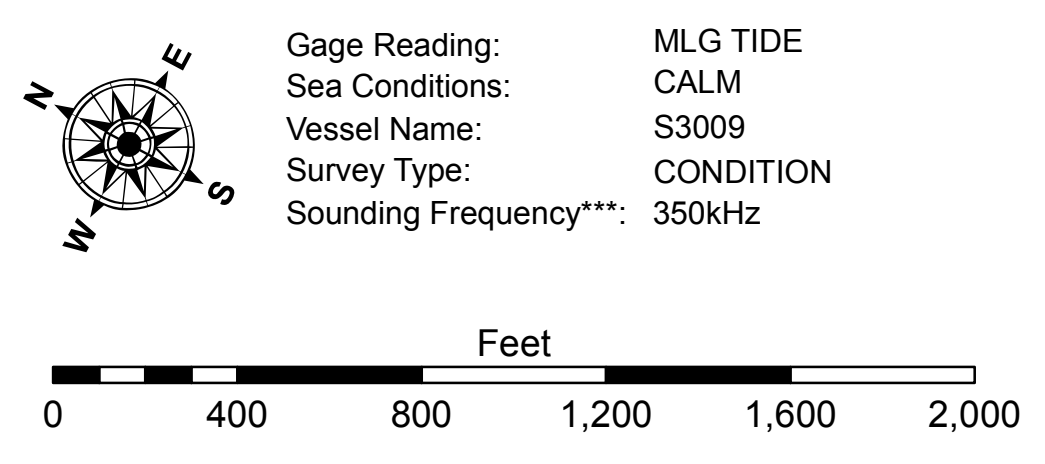 N
E
S
W
Gage Reading: MLG TIDE
Sea Conditions: CALM
Vessel Name: S3009
Survey Type: CONDITION
Sounding Frequency***: 350kHz
Feet
0 400 800 1,200 1,600 2,000